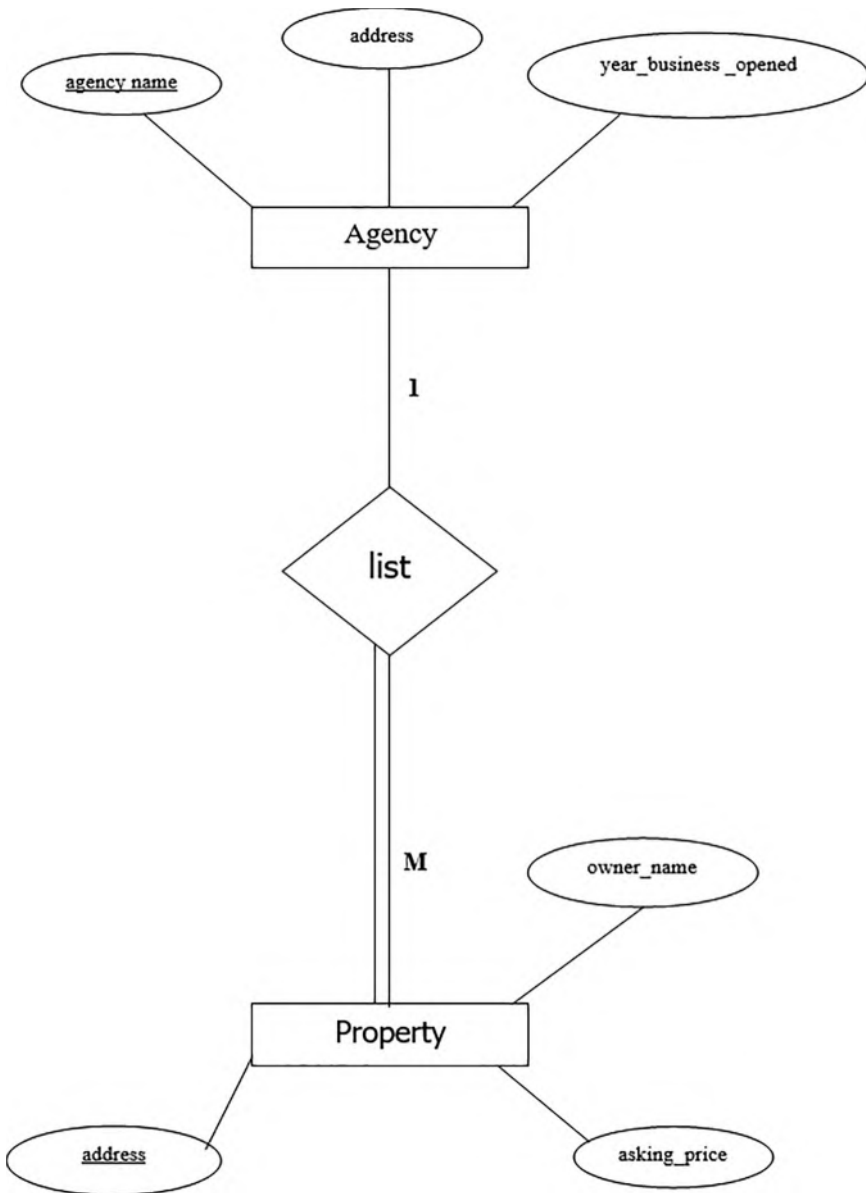 address
agency name
year_business _opened
Agency
1
list
M
owner_name
Property
address
asking_price